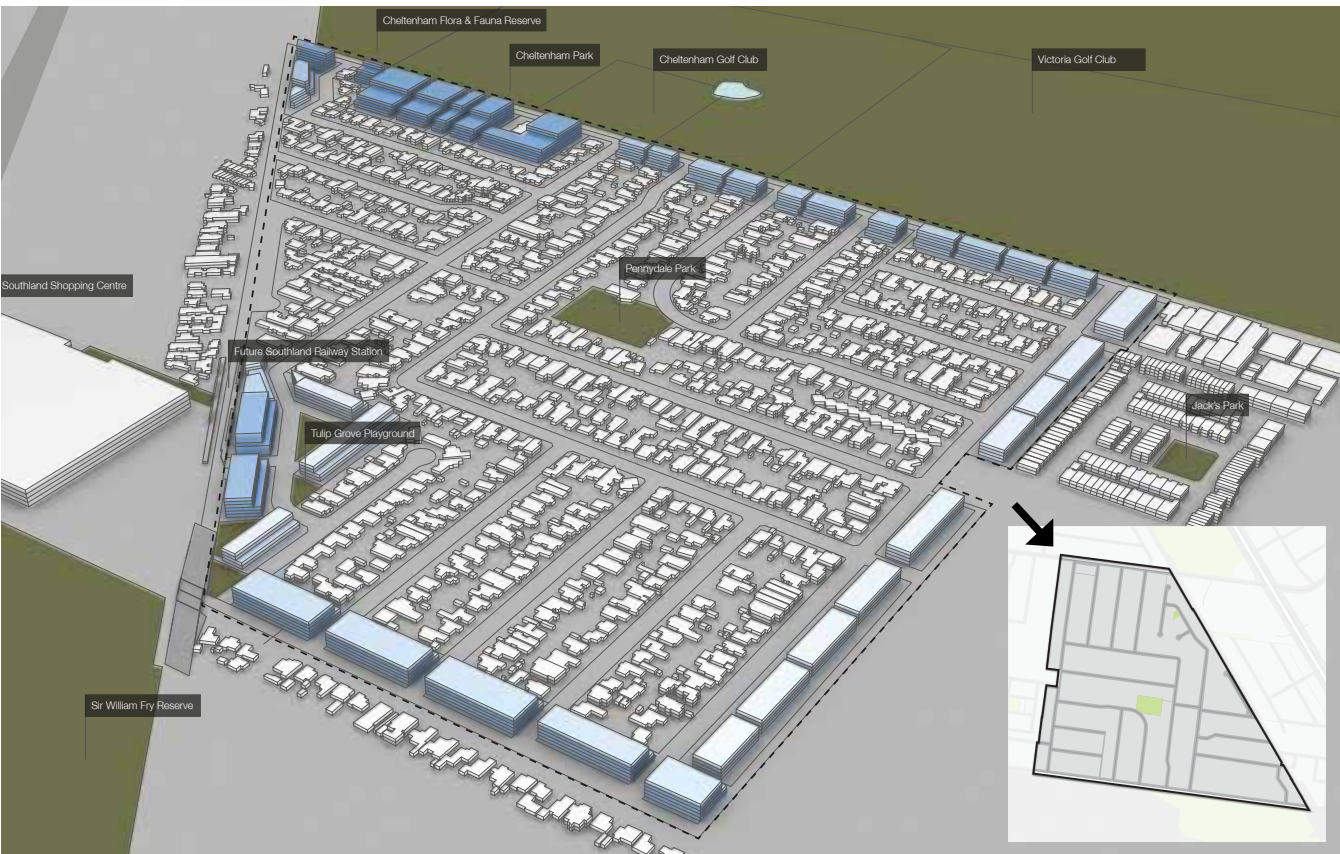 Cheltenham Flora & Fauna Reserve
Cheltenham Park
Cheltenham Golf Club
Victoria Golf Club
Pennydale Park
Southland Shopping Centre
Future Southland Railway Station
Jack's Park
Tulip Grove Playground
Sir William Fry Reserve